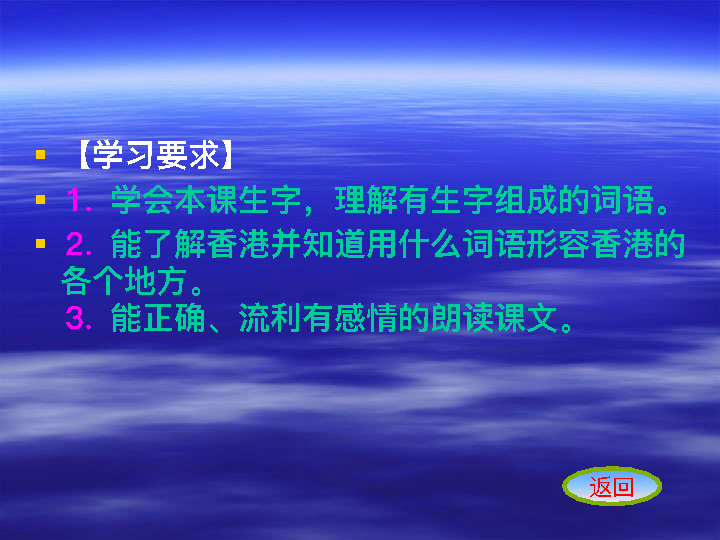 【学习要求】
1. 学会本课生字，理解有生字组成的词语。
2. 能了解香港并知道用什么词语形容香港的
各个地方。
3. 能正确、流利有感情的朗读课文。
返回